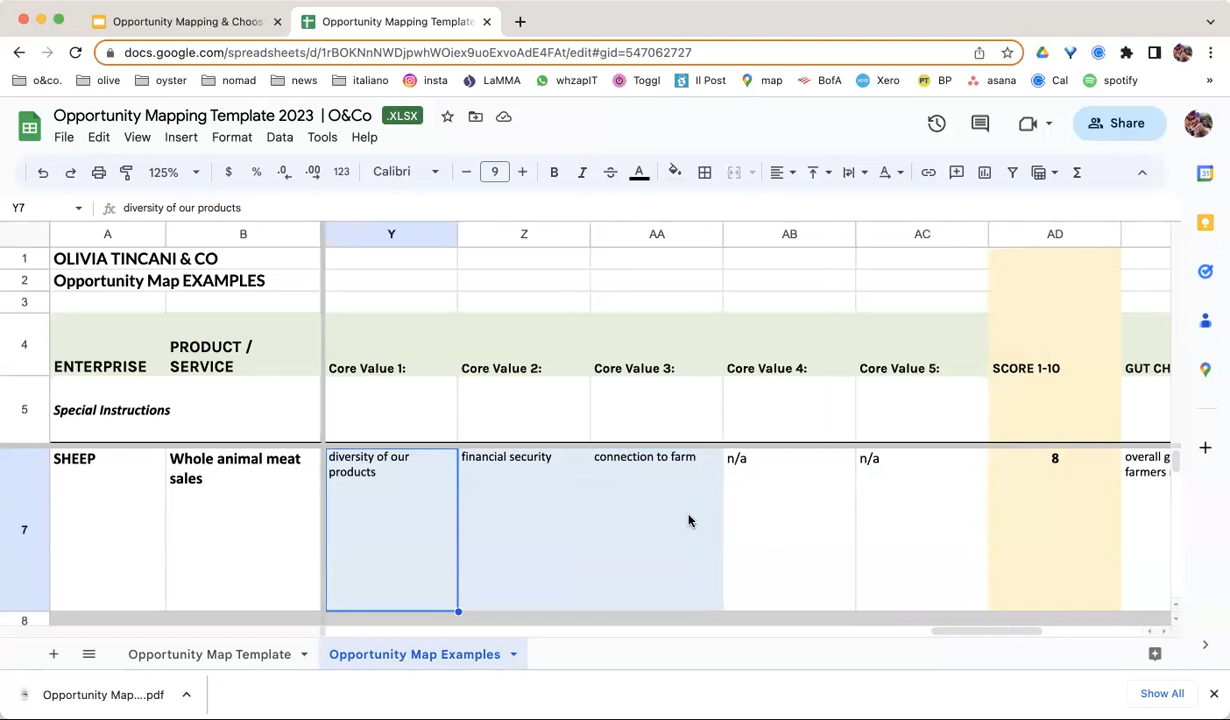 Opportunity Mapping & Choos
Opportunity Mapping Template
docs.google.com/spreadsheets/d/1rBOKNnNWDjpwhWOiex9uoExvoAdE4FAt/edit#gid=547062727
o&co.
olive
oyster
nomad
news
italiano
insta
LaMMA
whzapIT
Toggl
Il Post
map
BofA
Xero
PT BP
asana
Cal
spotify
Opportunity Mapping Template 2023 | O&Co .XLSX
File Edit View Insert Format Data Tools Help
Share
125% $ % .0 .00 123 Calibri 9 B I A
Y7 fx diversity of our products
A B Y Z AA AB AC AD
1 OLIVIA TINCANI & CO
2 Opportunity Map EXAMPLES
3
4 ENTERPRISE PRODUCT / SERVICE Core Value 1: Core Value 2: Core Value 3: Core Value 4: Core Value 5: SCORE 1-10 GUT CH
5 Special Instructions
7 SHEEP Whole animal meat sales diversity of our products financial security connection to farm n/a n/a 8 overall g farmers
8
Opportunity Map Template
Opportunity Map Examples
Opportunity Map....pdf
Show All